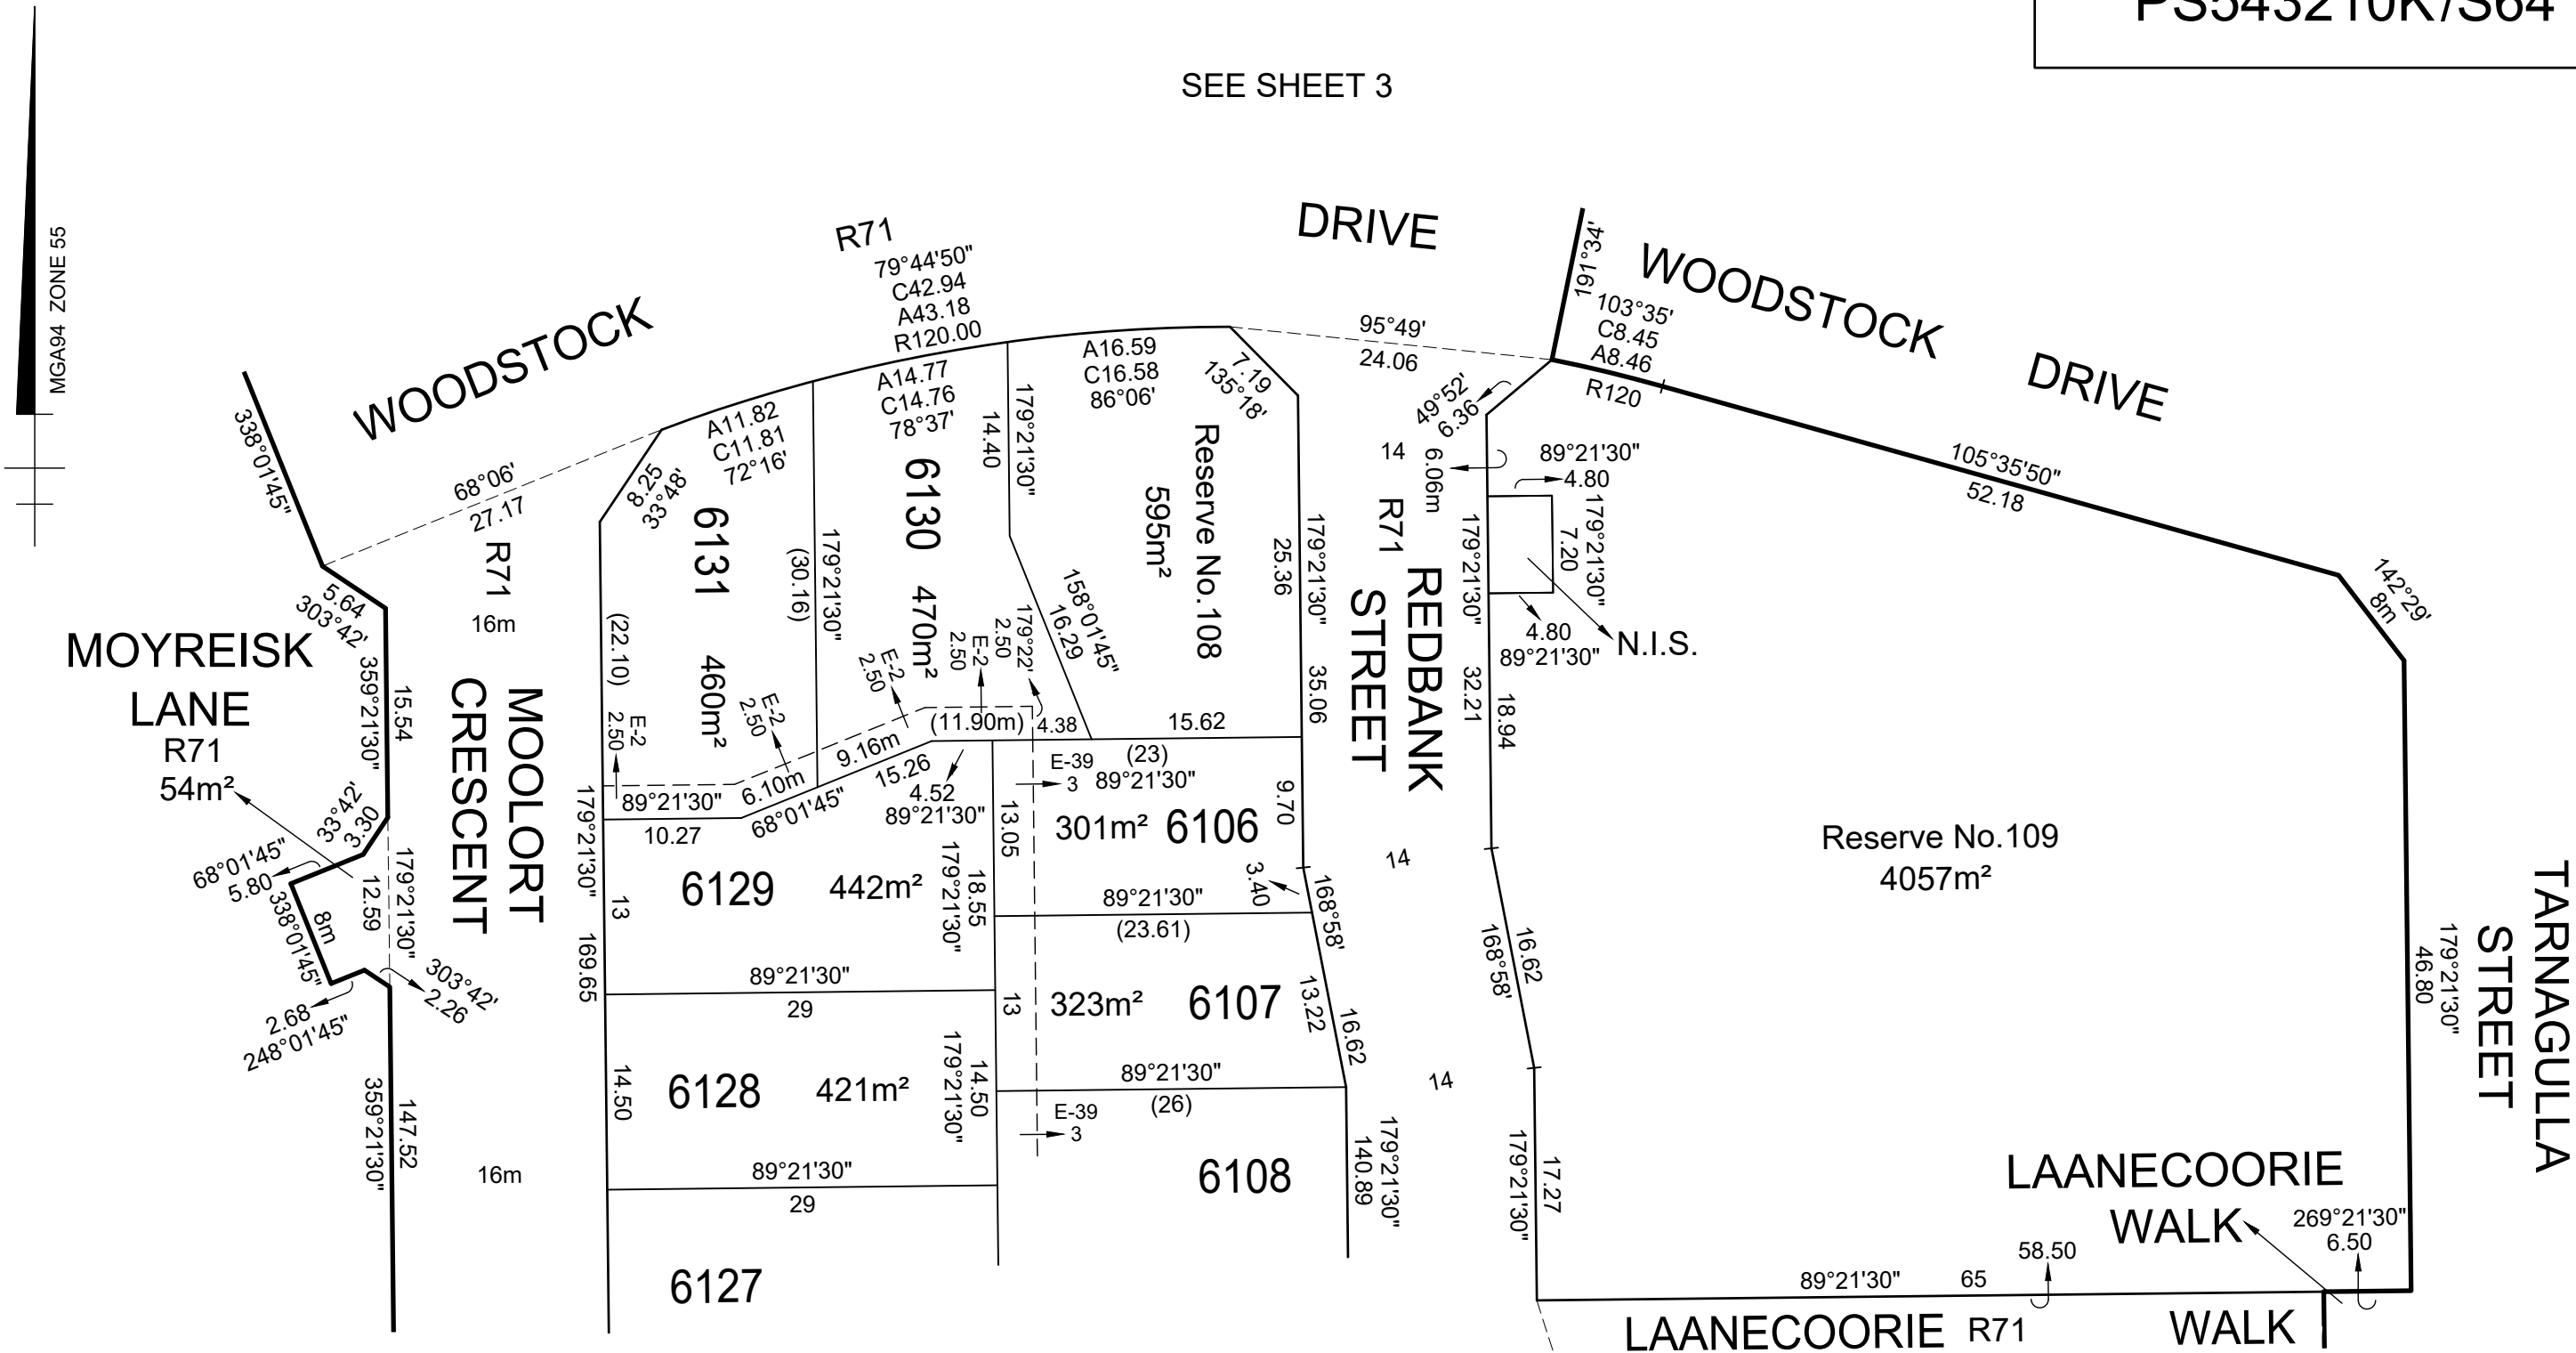 PS543210K/S64
SEE SHEET 3
MGA94 ZONE 55
WOODSTOCK
DRIVE
R71
79°44'50"
C42.94
A43.18
R120.00
WOODSTOCK
DRIVE
191°34'
103°35'
C8.45
A8.46
R120
105°35'50"
52.18
142°29'
8m
95°49'
24.06
49°52'
6.36
338°01'45"
68°06'
27.17
R71
16m
5.64
303°42'
MOYREISK
LANE
R71
54m²
359°21'30"
15.54
33°42'
3.30
68°01'45"
5.80
338°01'45"
8m
12.59
179°21'30"
303°42'
2.26
2.68
248°01'45"
359°21'30"
147.52
MOOLORT
CRESCENT
16m
8.25
33°48'
A11.82
C11.81
72°16'
6131
460m²
(22.10)
(30.16)
179°21'30"
E-2
2.50
E-2
2.50
A14.77
C14.76
78°37'
6130
470m²
14.40
179°21'30"
E-2
2.50
E-2
2.50
179°22'
2.50
158°01'45"
16.29
A16.59
C16.58
86°06'
Reserve No.108
595m²
7.19
135°18'
25.36
179°21'30"
35.06
(11.90m)
4.38
15.62
9.16m
6.10m
15.26
68°01'45"
89°21'30"
10.27
4.52
89°21'30"
(23)
89°21'30"
E-39
3
13.05
301m²
6106
9.70
3.40
179°21'30"
13
169.65
6129
442m²
18.55
179°21'30"
89°21'30"
(23.61)
168°58'
13.22
16.62
89°21'30"
29
13
323m²
6107
6128
421m²
14.50
14.50
179°21'30"
89°21'30"
(26)
E-39
3
89°21'30"
29
6108
6127
140.89
179°21'30"
14
R71
REDBANK
STREET
6.06m
89°21'30"
4.80
179°21'30"
7.20
4.80
89°21'30"
N.I.S.
179°21'30"
32.21
18.94
14
16.62
168°58'
14
179°21'30"
17.27
Reserve No.109
4057m²
TARNAGULLA
STREET
179°21'30"
46.80
LAANECOORIE
WALK
269°21'30"
6.50
58.50
89°21'30"
65
LAANECOORIE R71 WALK